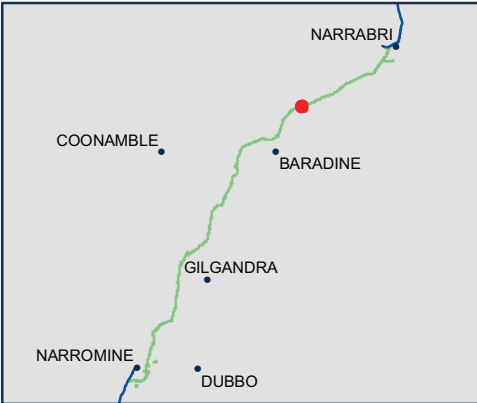 NARRABRI
COONAMBLE
BARADINE
GILGANDRA
NARROMINE
DUBBO